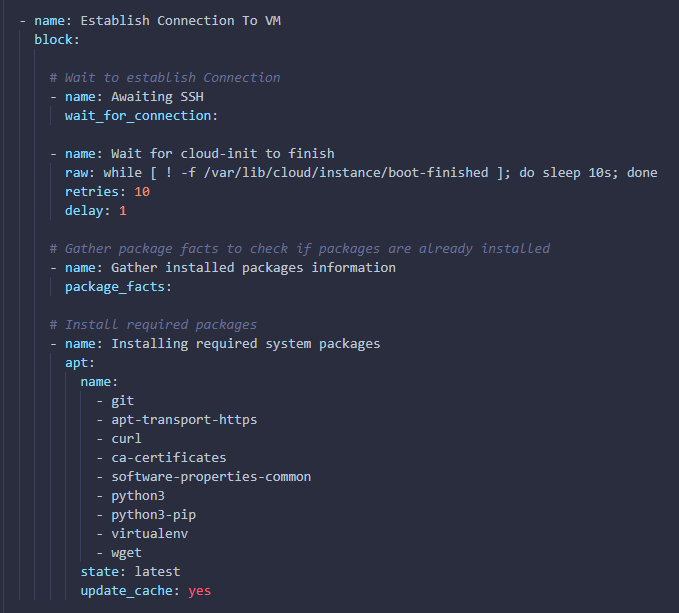 - name: Establish Connection To VM
block:
# Wait to establish Connection
- name: Awaiting SSH
wait_for_connection:
- name: Wait for cloud-init to finish
raw: while [ ! -f /var/lib/cloud/instance/boot-finished ]; do sleep 10s; done
retries: 10
delay: 1
# Gather package facts to check if packages are already installed
- name: Gather installed packages information
package_facts:
# Install required packages
- name: Installing required system packages
apt:
name:
- git
- apt-transport-https
- curl
- ca-certificates
- software-properties-common
- python3
- python3-pip
- virtualenv
- wget
state: latest
update_cache: yes